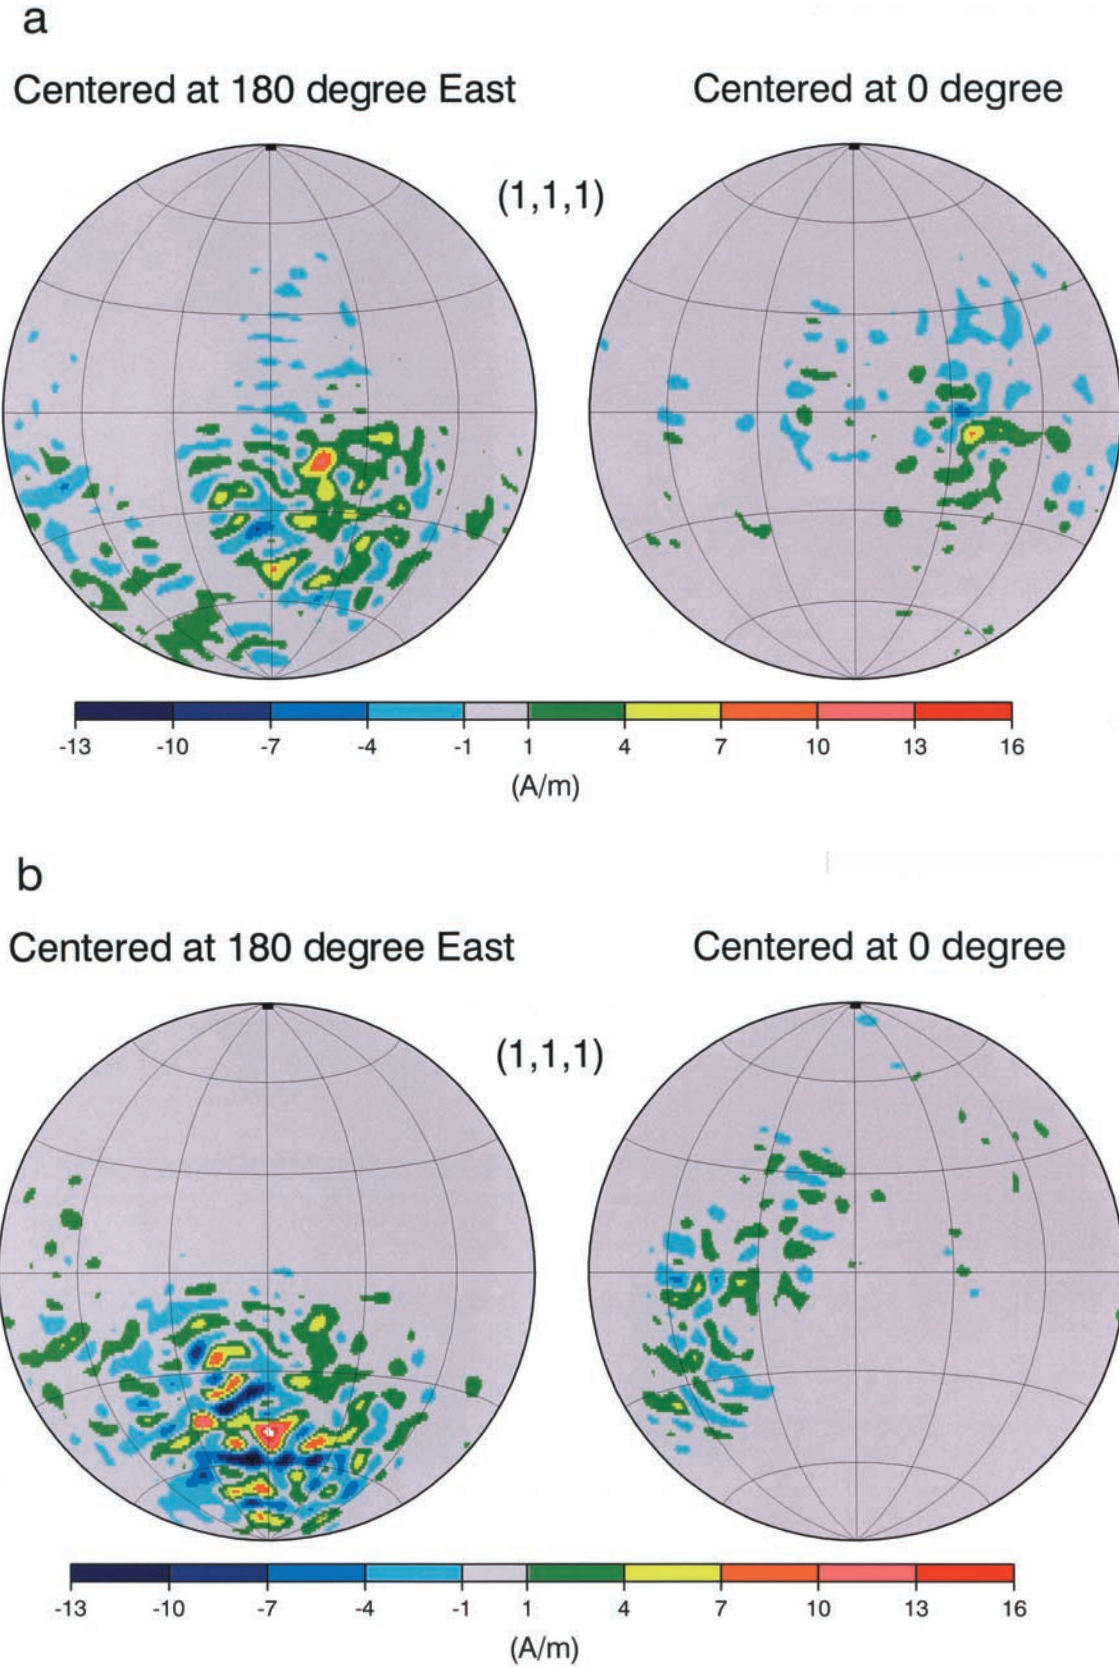 a
Centered at 180 degree East
Centered at 0 degree
(1,1,1)
-13 -10 -7 -4 -1 1 4 7 10 13 16
(A/m)
b
Centered at 180 degree East
Centered at 0 degree
(1,1,1)
-13 -10 -7 -4 -1 1 4 7 10 13 16
(A/m)